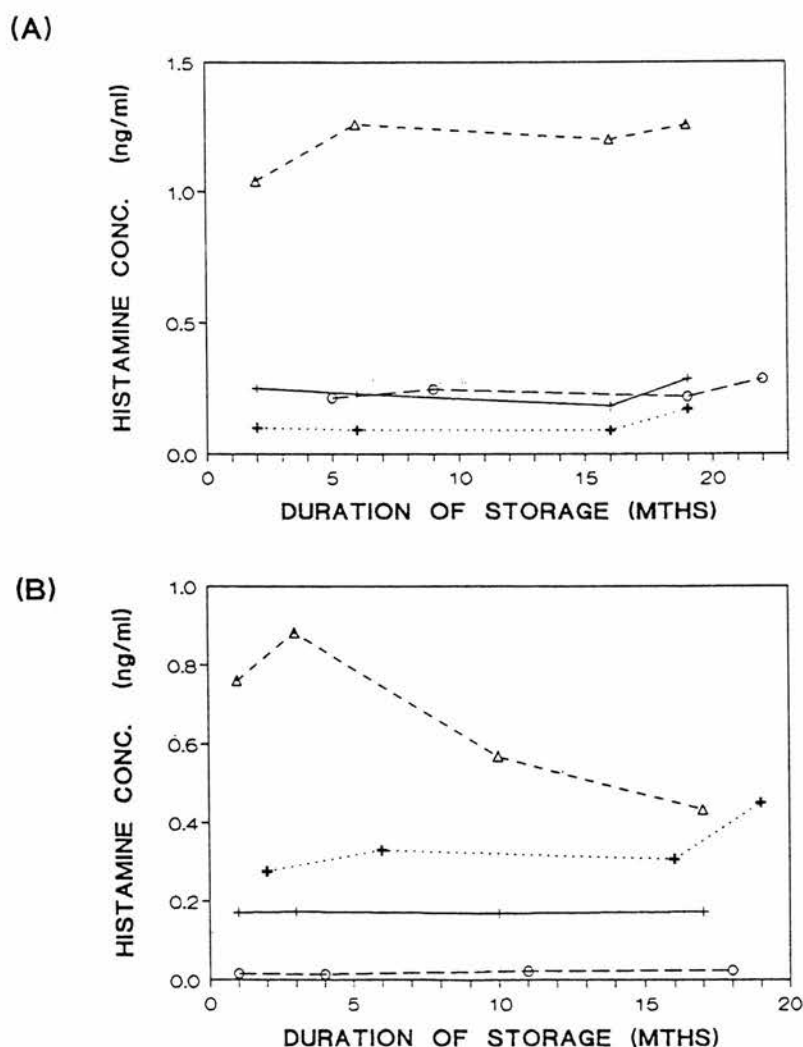 (A)
HISTAMINE CONC. (ng/ml)
1.5
1.0
0.5
0.0
0 5 10 15 20
DURATION OF STORAGE (MTHS)
(B)
HISTAMINE CONC. (ng/ml)
1.0
0.8
0.6
0.4
0.2
0.0
0 5 10 15 20
DURATION OF STORAGE (MTHS)